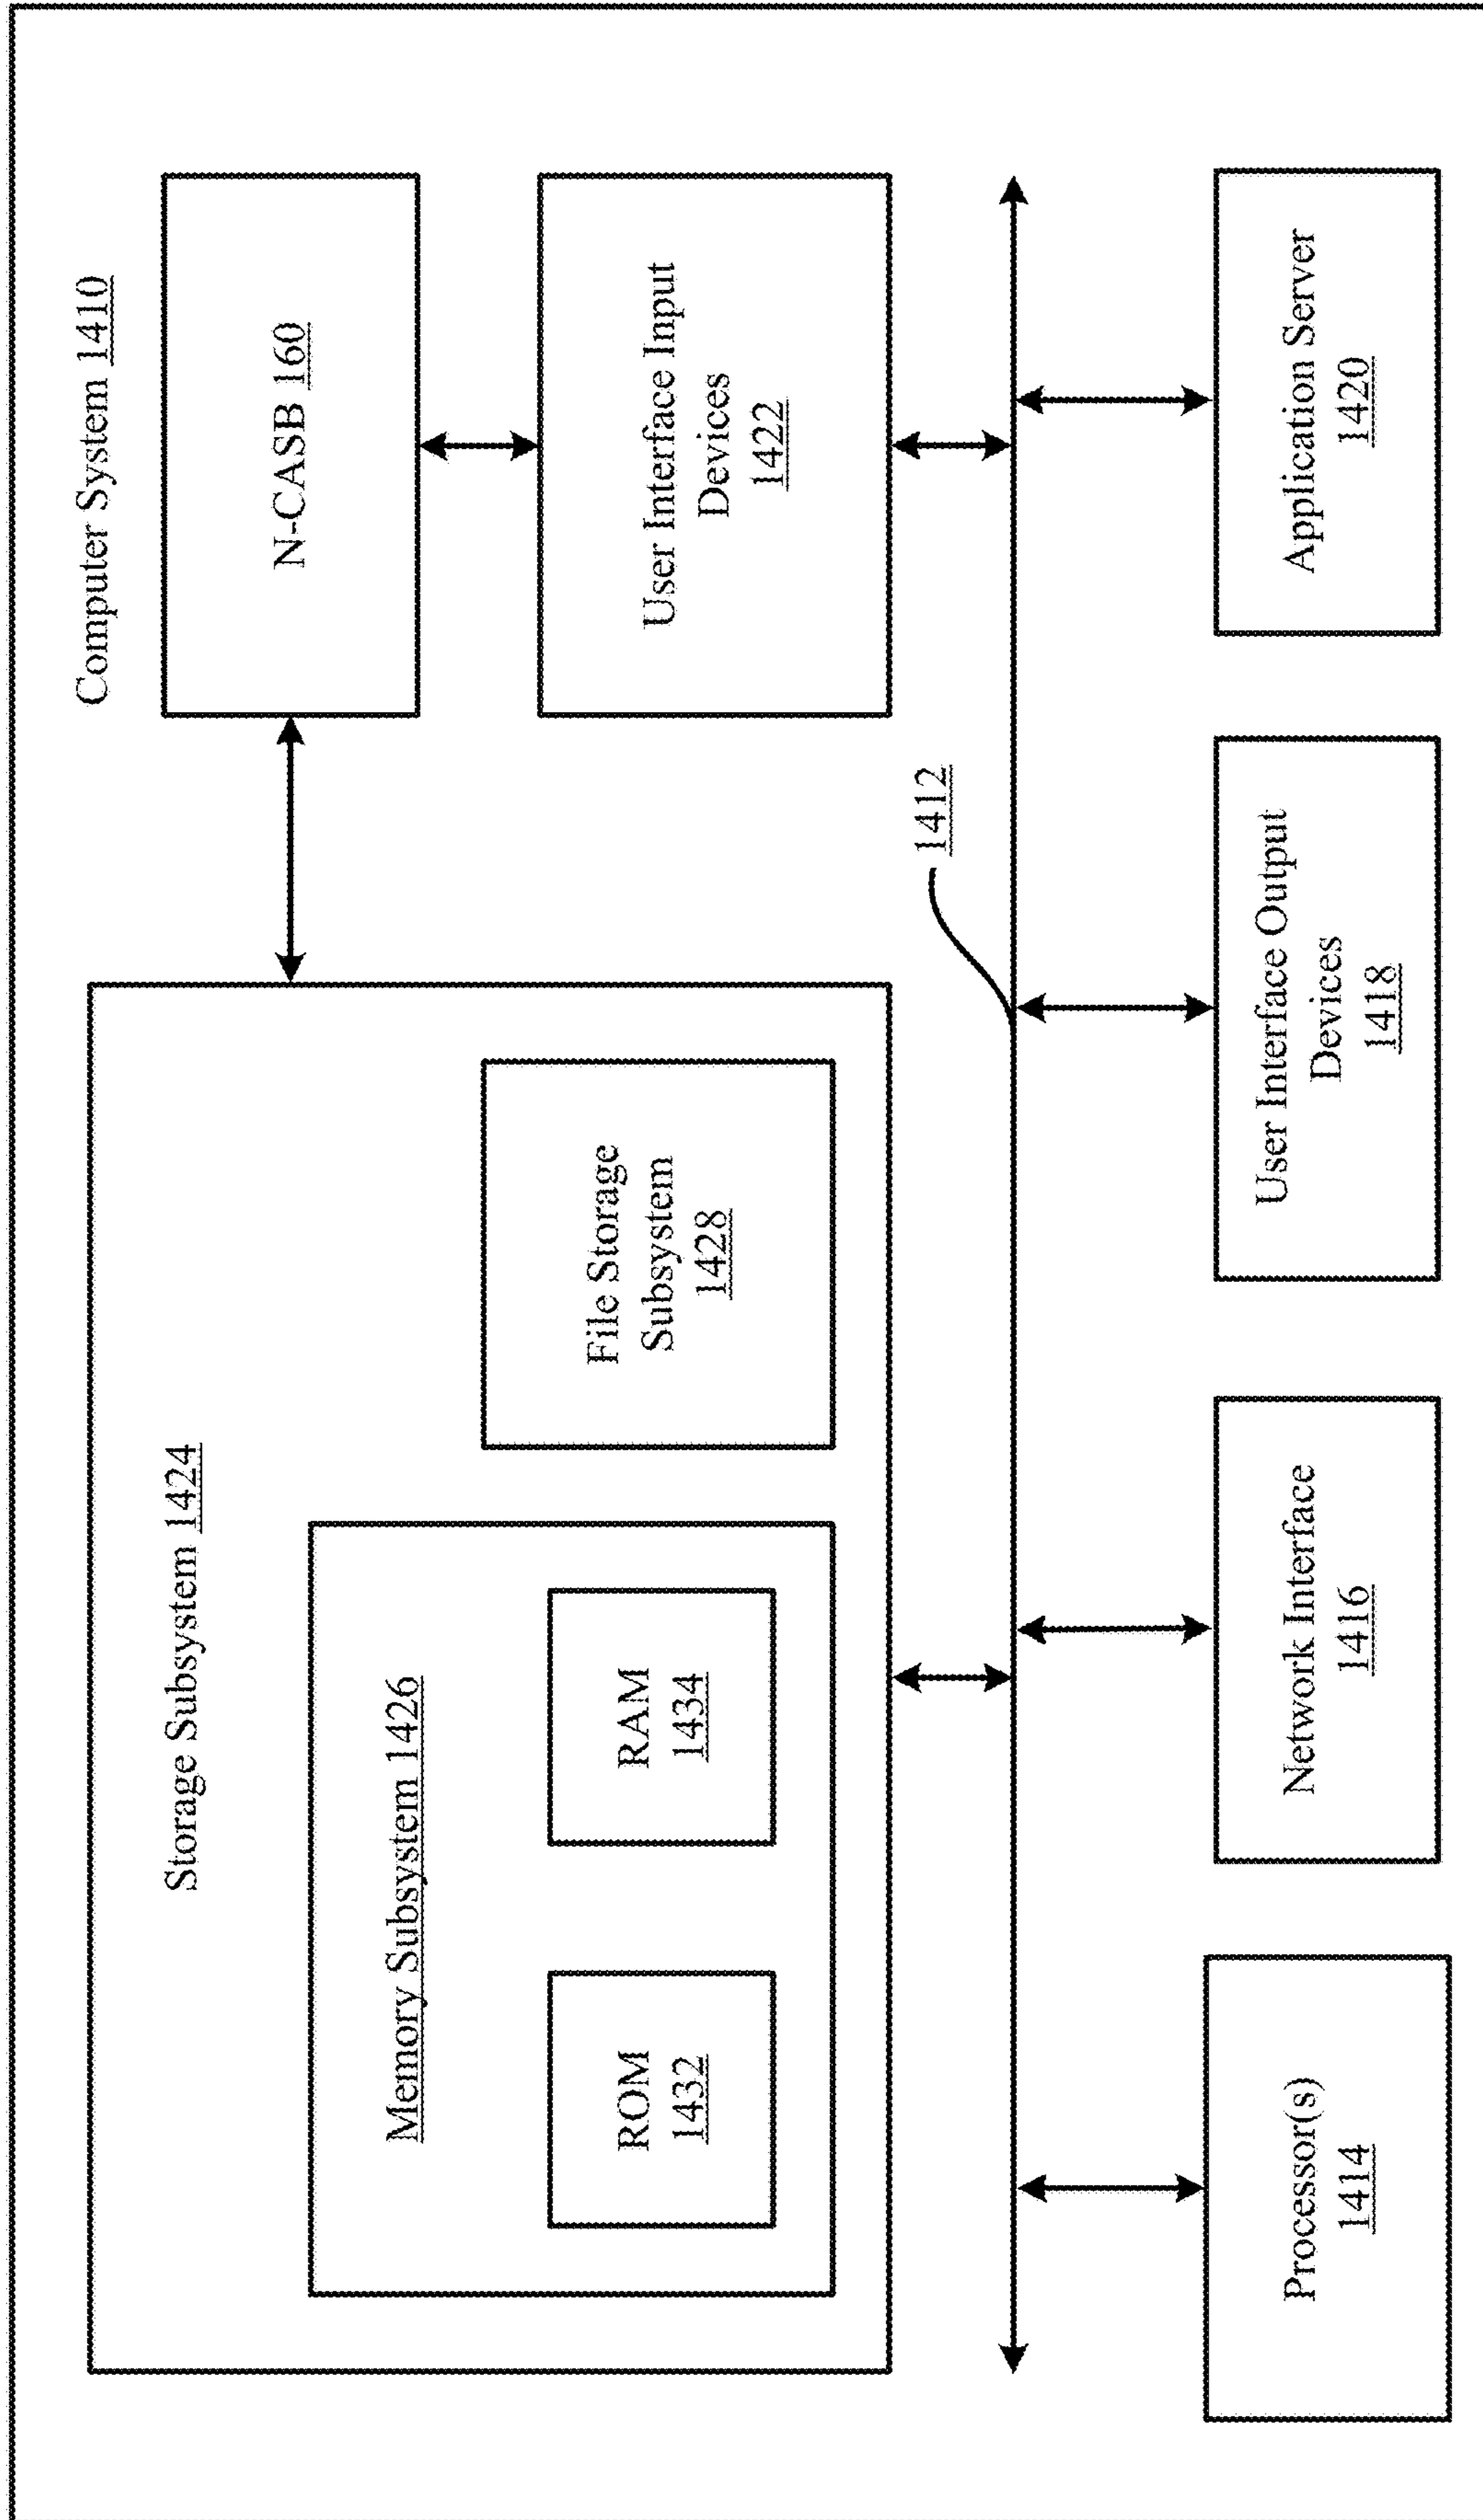 Computer System 1410
Storage Subsystem 1424
N-CASB 160
Memory Subsystem 1426
ROM
1432
RAM
1434
File Storage
Subsystem
1428
User Interface Input
Devices
1422
1412
Processor(s)
1414
Network Interface
1416
User Interface Output
Devices
1418
Application Server
1420